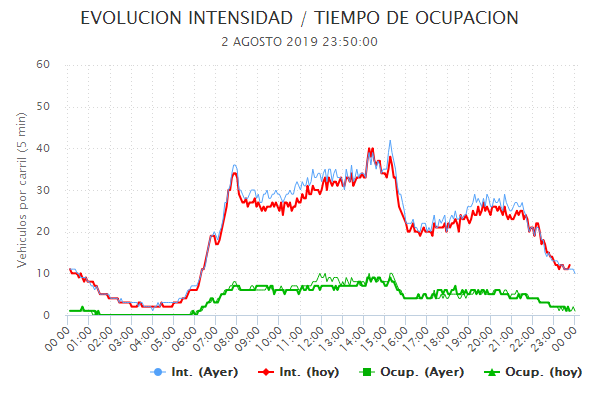 EVOLUCION INTENSIDAD / TIEMPO DE OCUPACION
2 AGOSTO 2019 23:50:00
Vehículos por carril (5 min)
60
50
40
30
20
10
0
00:00 01:00 02:00 03:00 04:00 05:00 06:00 07:00 08:00 09:00 10:00 11:00 12:00 13:00 14:00 15:00 16:00 17:00 18:00 19:00 20:00 21:00 22:00 23:00 00:00
Int. (Ayer) Int. (hoy) Ocup. (Ayer) Ocup. (hoy)